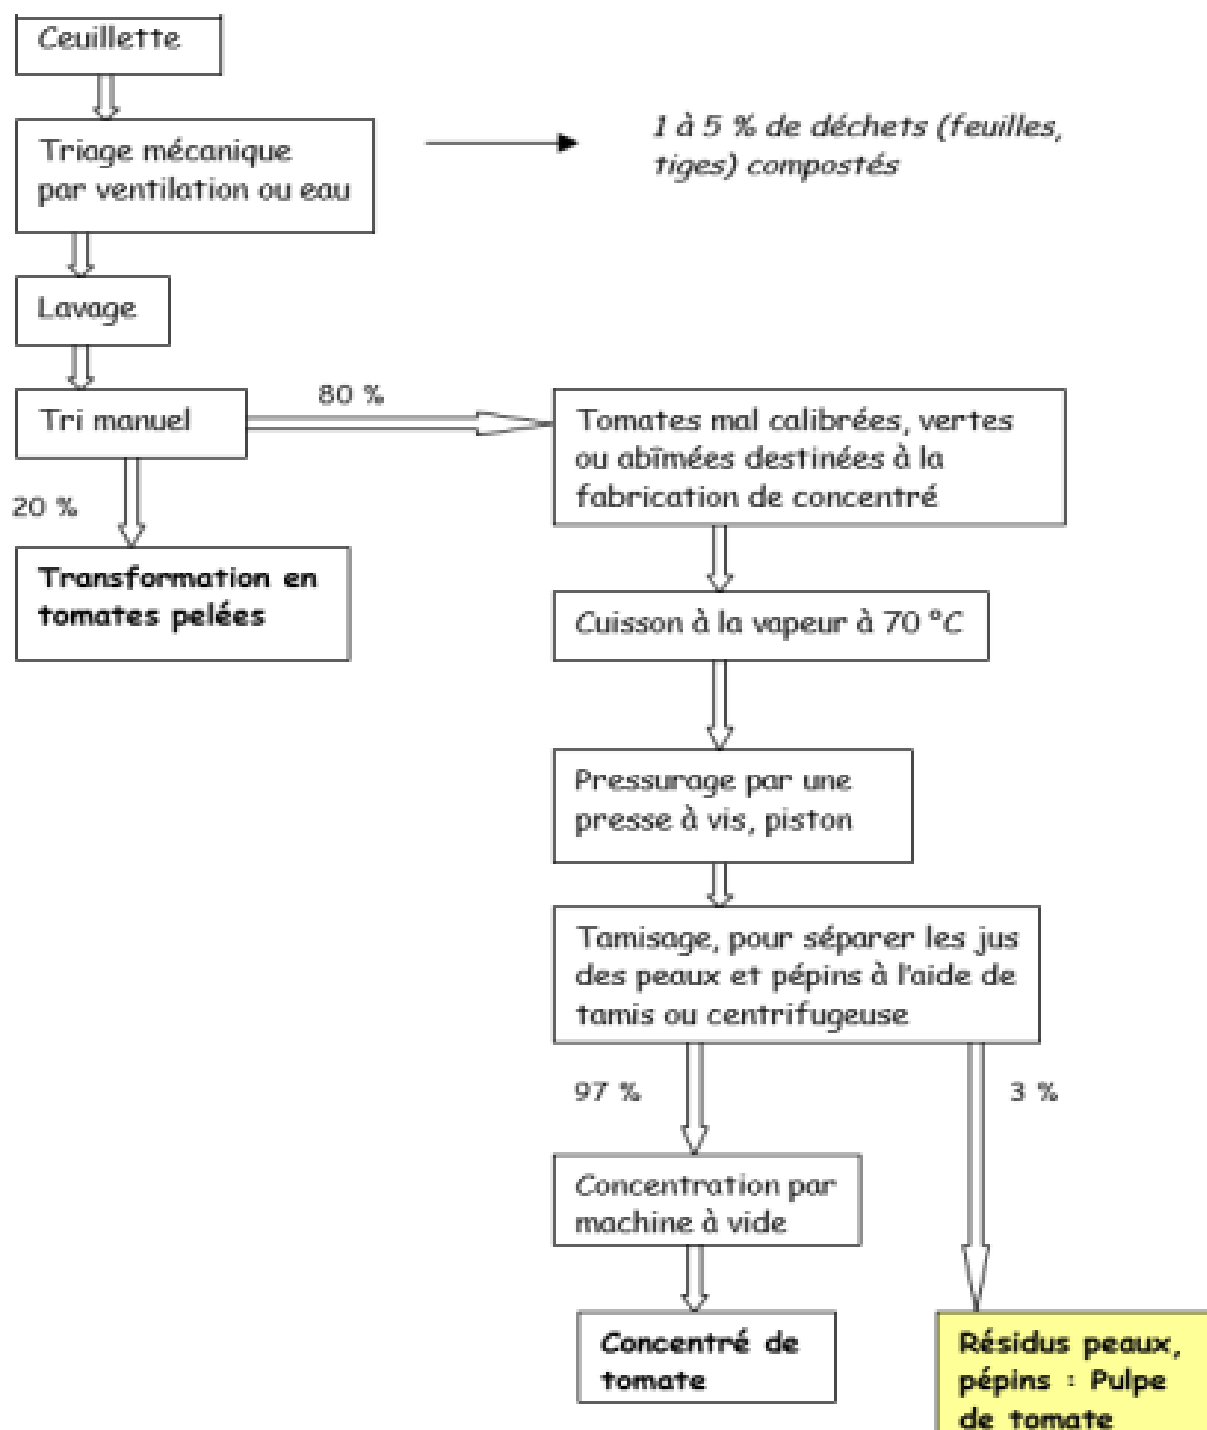 Ceuillette
Triage mécanique
par ventilation ou eau
1 à 5 % de déchets (feuilles,
tiges) compostés
Lavage
Tri manuel
80 %
Tomates mal calibrées, vertes
ou abîmées destinées à la
fabrication de concentré
20 %
Transformation en
tomates pelées
Cuisson à la vapeur à 70 °C
Pressurage par une
presse à vis, piston
Tamisage, pour séparer les jus
des peaux et pépins à l'aide de
tamis ou centrifugeuse
97 %
3 %
Concentration par
machine à vide
Concentré de
tomate
Résidus peaux,
pépins : Pulpe
de tomate